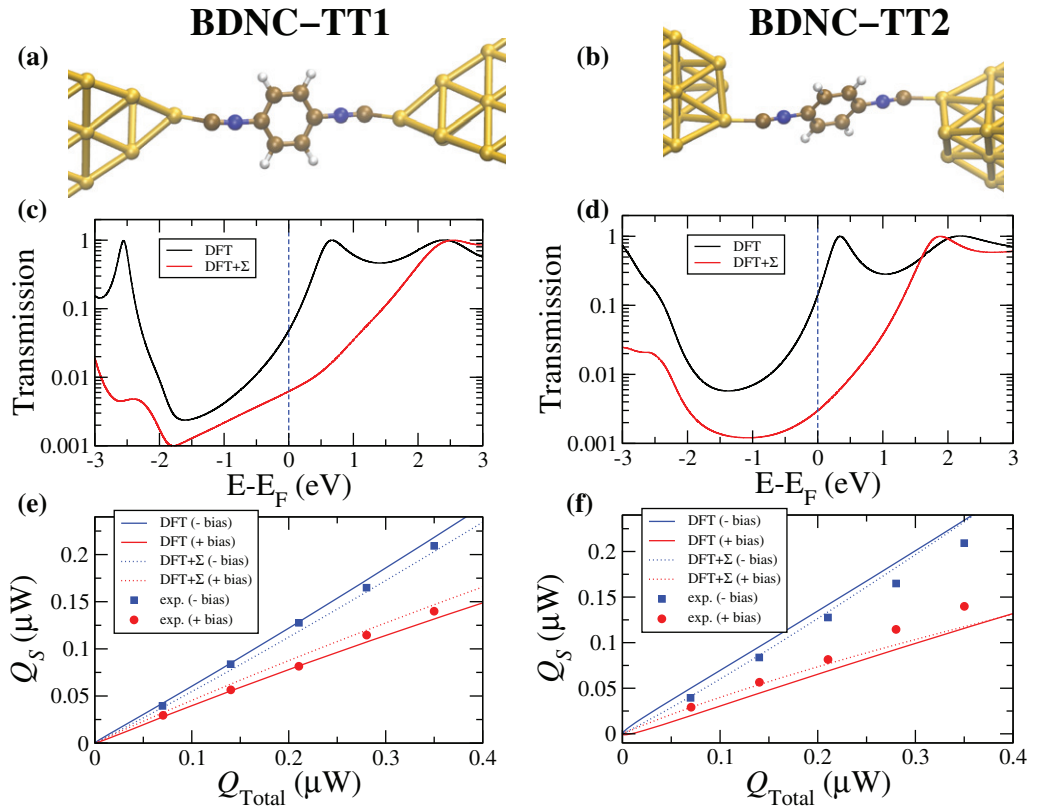 BDNC–TT1
BDNC–TT2
(a)
(b)
(c)
1
0.1
0.01
0.001
Transmission
DFT
DFT+Σ
-3 -2 -1 0 1 2 3
E-E_F (eV)
(d)
1
0.1
0.01
0.001
Transmission
DFT
DFT+Σ
-3 -2 -1 0 1 2 3
E-E_F (eV)
(e)
DFT (- bias)
DFT (+ bias)
DFT+Σ (- bias)
DFT+Σ (+ bias)
exp. (- bias)
exp. (+ bias)
0.2
0.15
0.1
0.05
0
Q_S (μW)
0 0.1 0.2 0.3 0.4
Q_Total (μW)
(f)
DFT (- bias)
DFT (+ bias)
DFT+Σ (- bias)
DFT+Σ (+ bias)
exp. (- bias)
exp. (+ bias)
0.2
0.15
0.1
0.05
0
Q_S (μW)
0 0.1 0.2 0.3 0.4
Q_Total (μW)